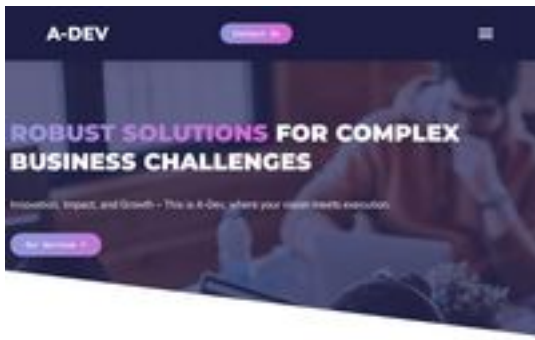 A-DEV
Contact Us
ROBUST SOLUTIONS FOR COMPLEX
BUSINESS CHALLENGES
Innovation, Impact, and Growth – This is A-Dev, where your vision meets execution.
Our Services